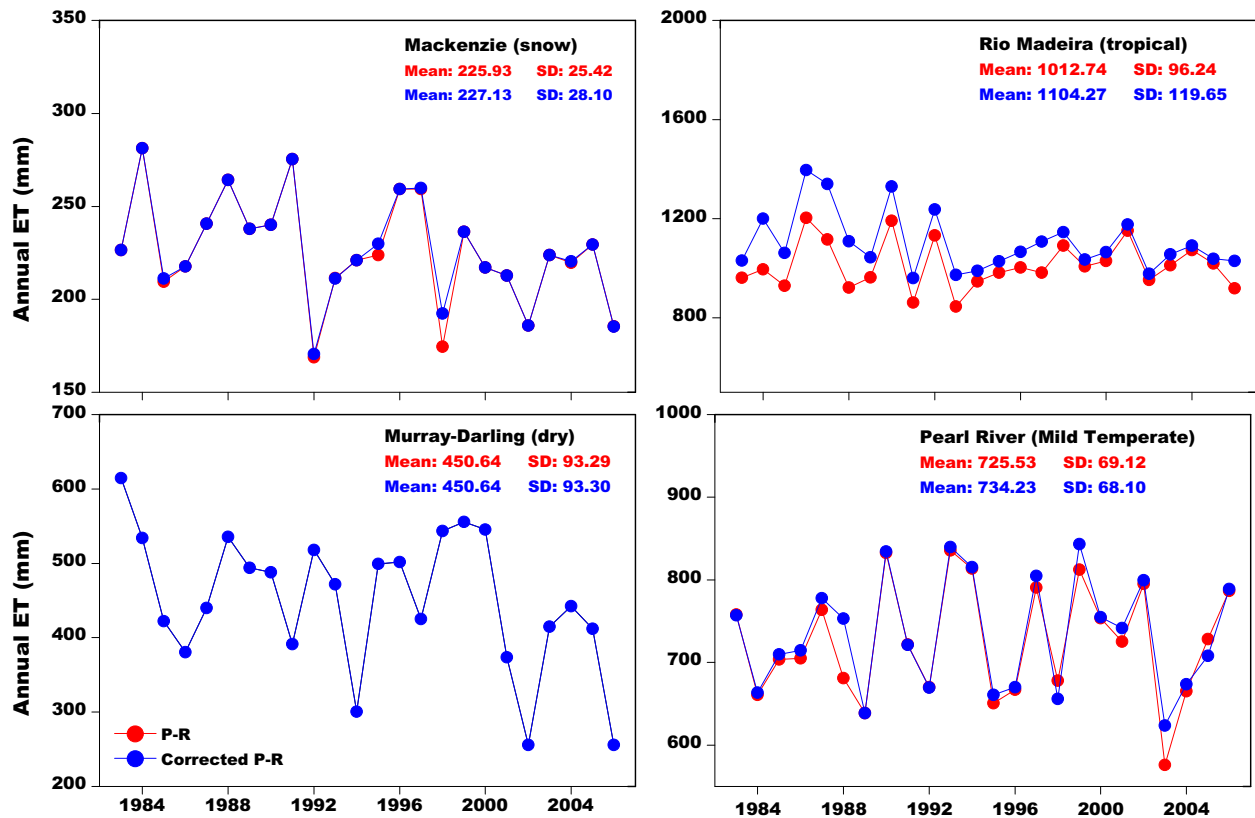 Mackenzie (snow)
Mean: 225.93 SD: 25.42
Mean: 227.13 SD: 28.10
350
300
250
200
150
Annual ET (mm)
Rio Madeira (tropical)
Mean: 1012.74 SD: 96.24
Mean: 1104.27 SD: 119.65
2000
1600
1200
800
Murray-Darling (dry)
Mean: 450.64 SD: 93.29
Mean: 450.64 SD: 93.30
700
600
500
400
300
200
Annual ET (mm)
P-R
Corrected P-R
1984 1988 1992 1996 2000 2004
Pearl River (Mild Temperate)
Mean: 725.53 SD: 69.12
Mean: 734.23 SD: 68.10
1000
900
800
700
600
1984 1988 1992 1996 2000 2004